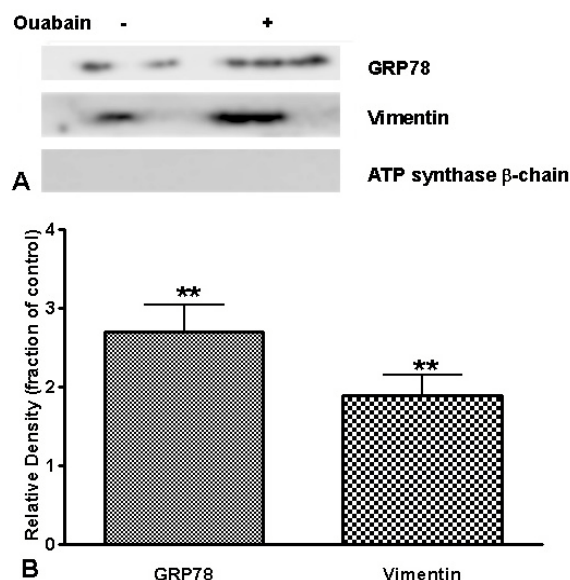 Ouabain - +
GRP78
Vimentin
ATP synthase β-chain
A
Relative Density (fraction of control)
4
3
2
1
0
**
**
GRP78 Vimentin
B